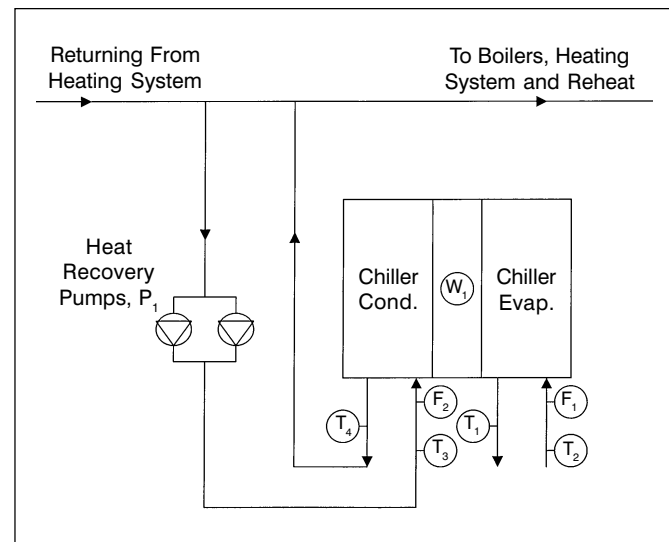 Returning From
Heating System
To Boilers, Heating
System and Reheat
Heat
Recovery
Pumps, P₁
Chiller
Cond.
W₁
Chiller
Evap.
F₂
F₁
T₄
T₁
T₃
T₂